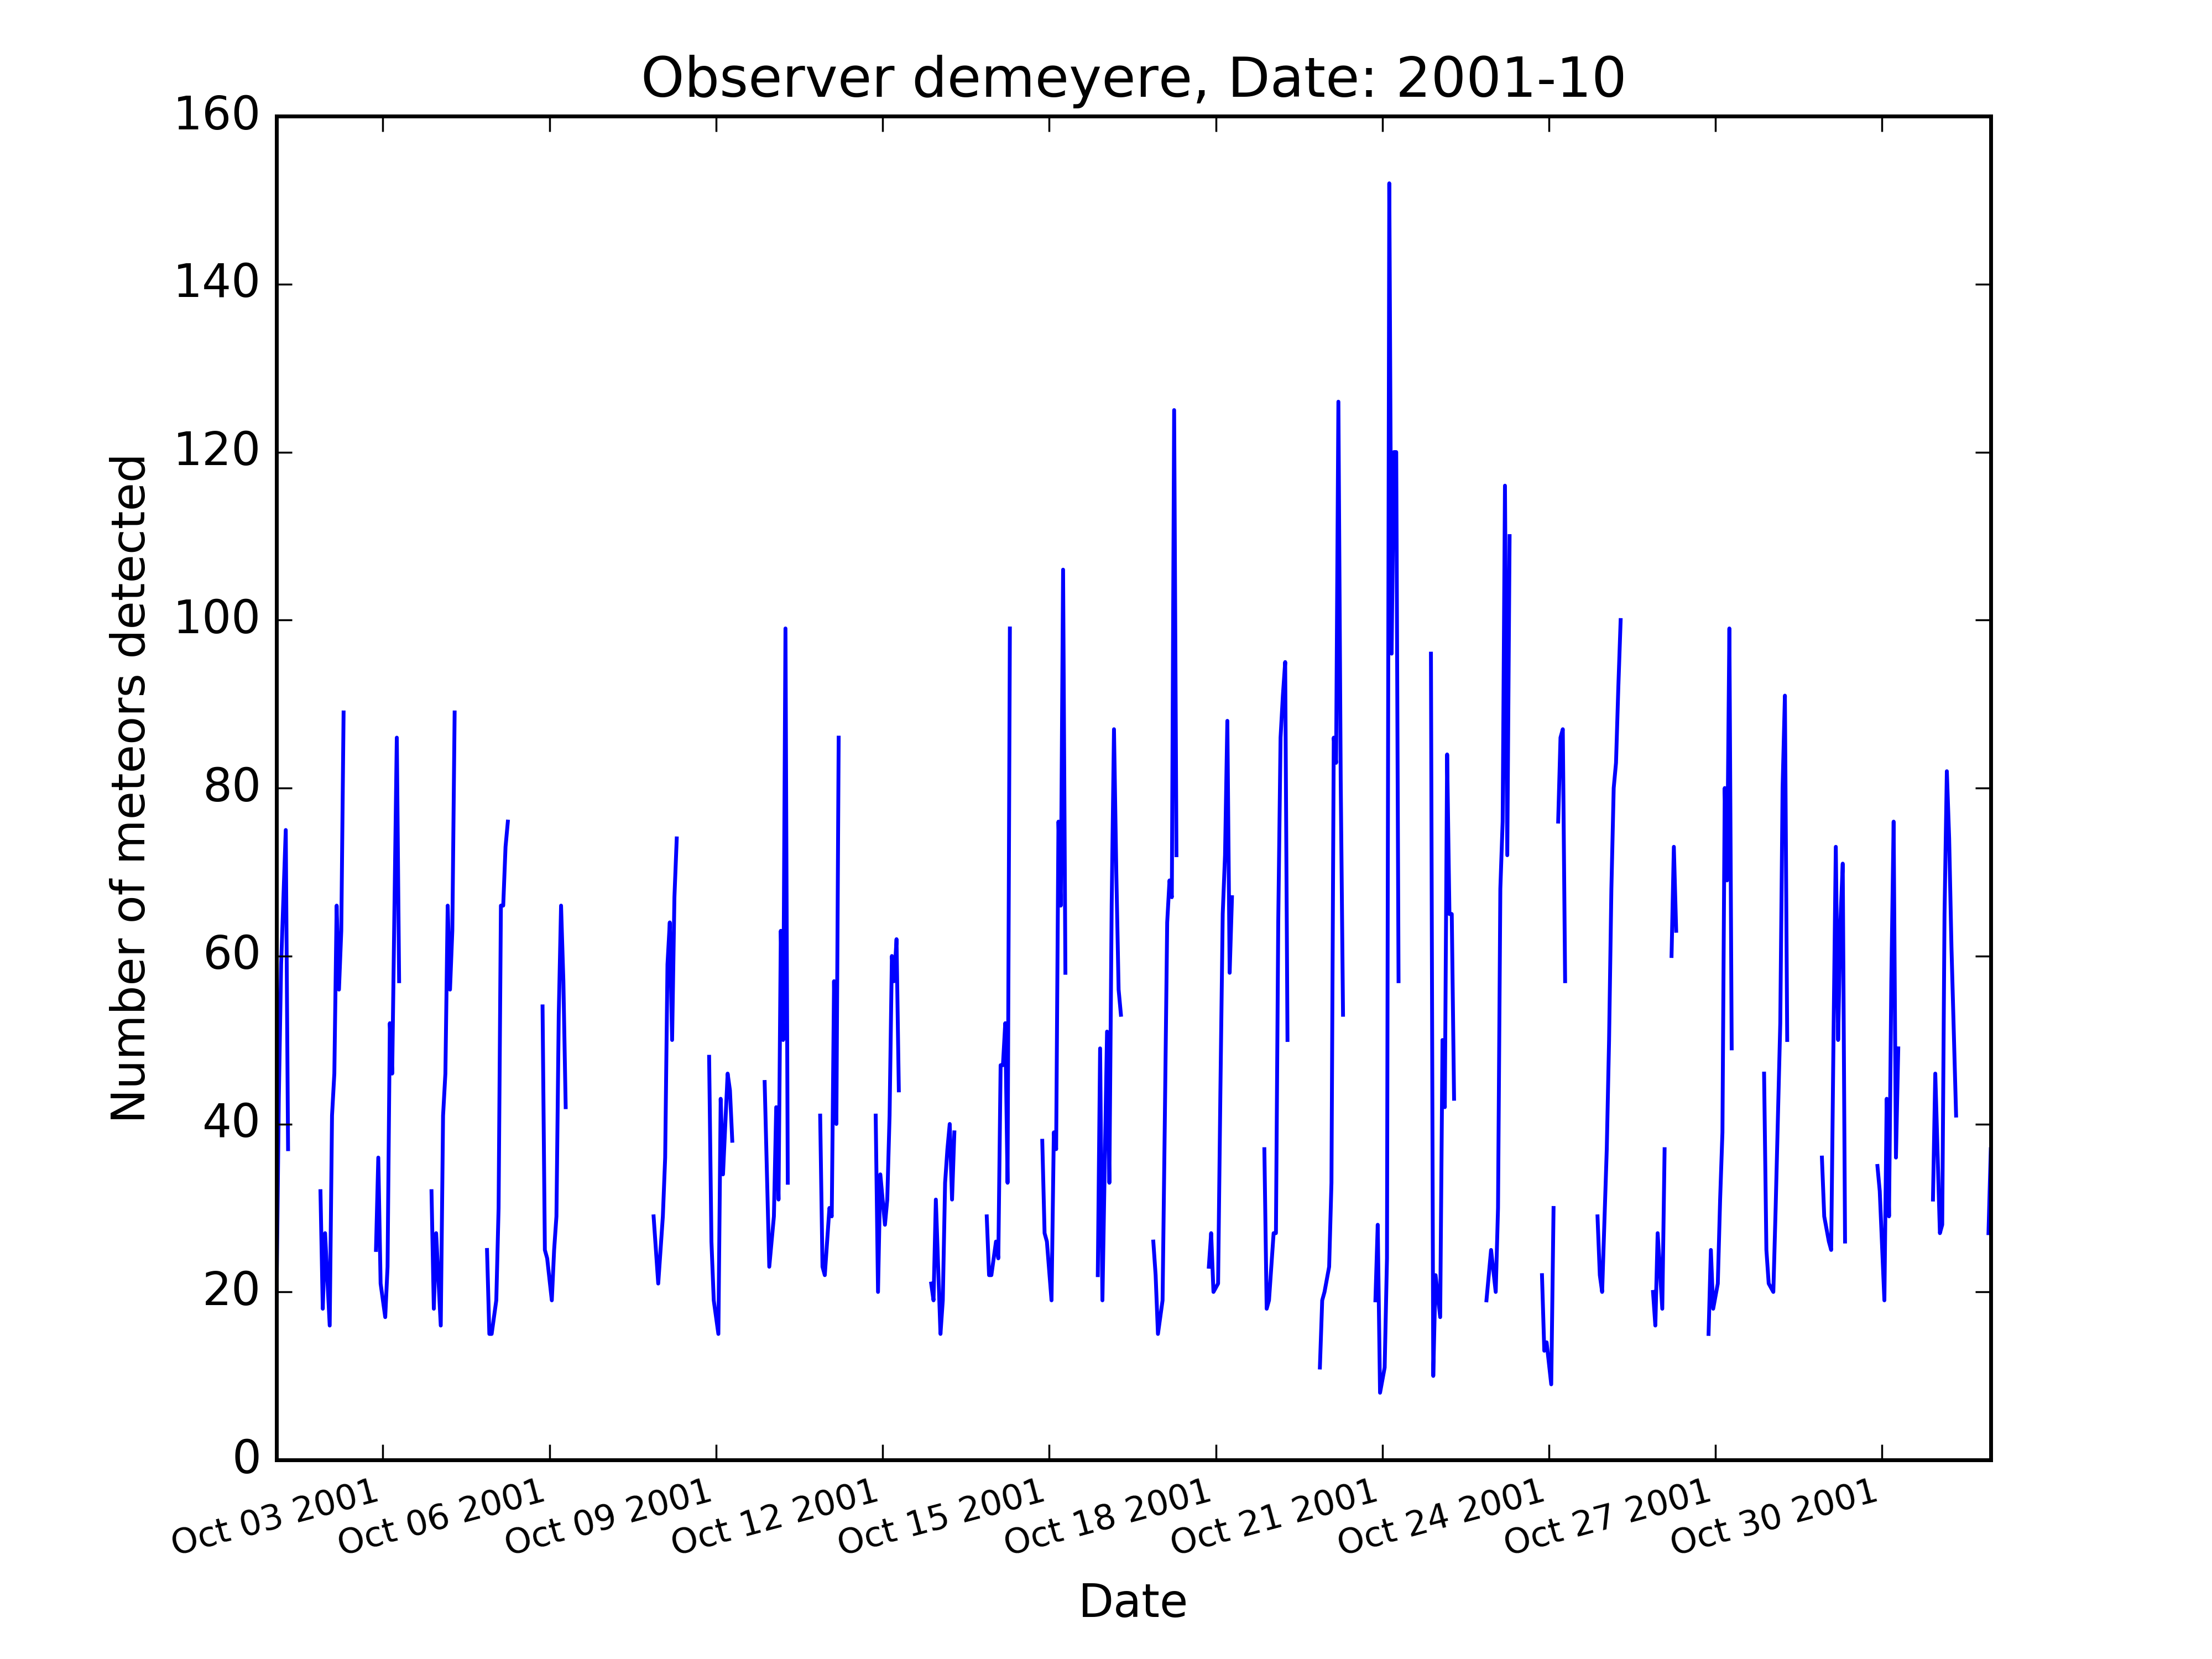 Observer demeyere, Date: 2001-10
160
140
120
100
80
60
40
20
0
Number of meteors detected
Oct 03 2001
Oct 06 2001
Oct 09 2001
Oct 12 2001
Oct 15 2001
Oct 18 2001
Oct 21 2001
Oct 24 2001
Oct 27 2001
Oct 30 2001
Date